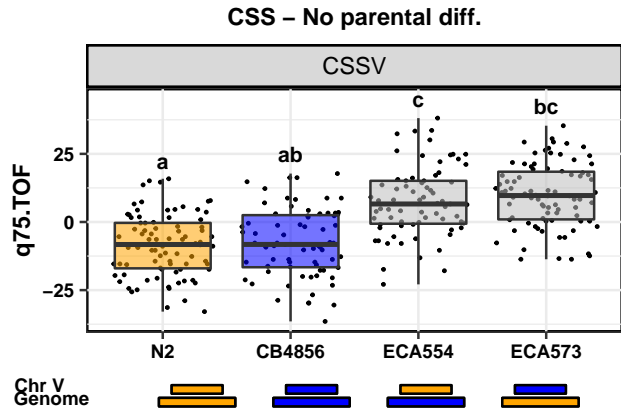 CSS – No parental diff.
CSSV
a
ab
c
bc
q75.TOF
25
0
−25
N2 CB4856 ECA554 ECA573
Chr V
Genome